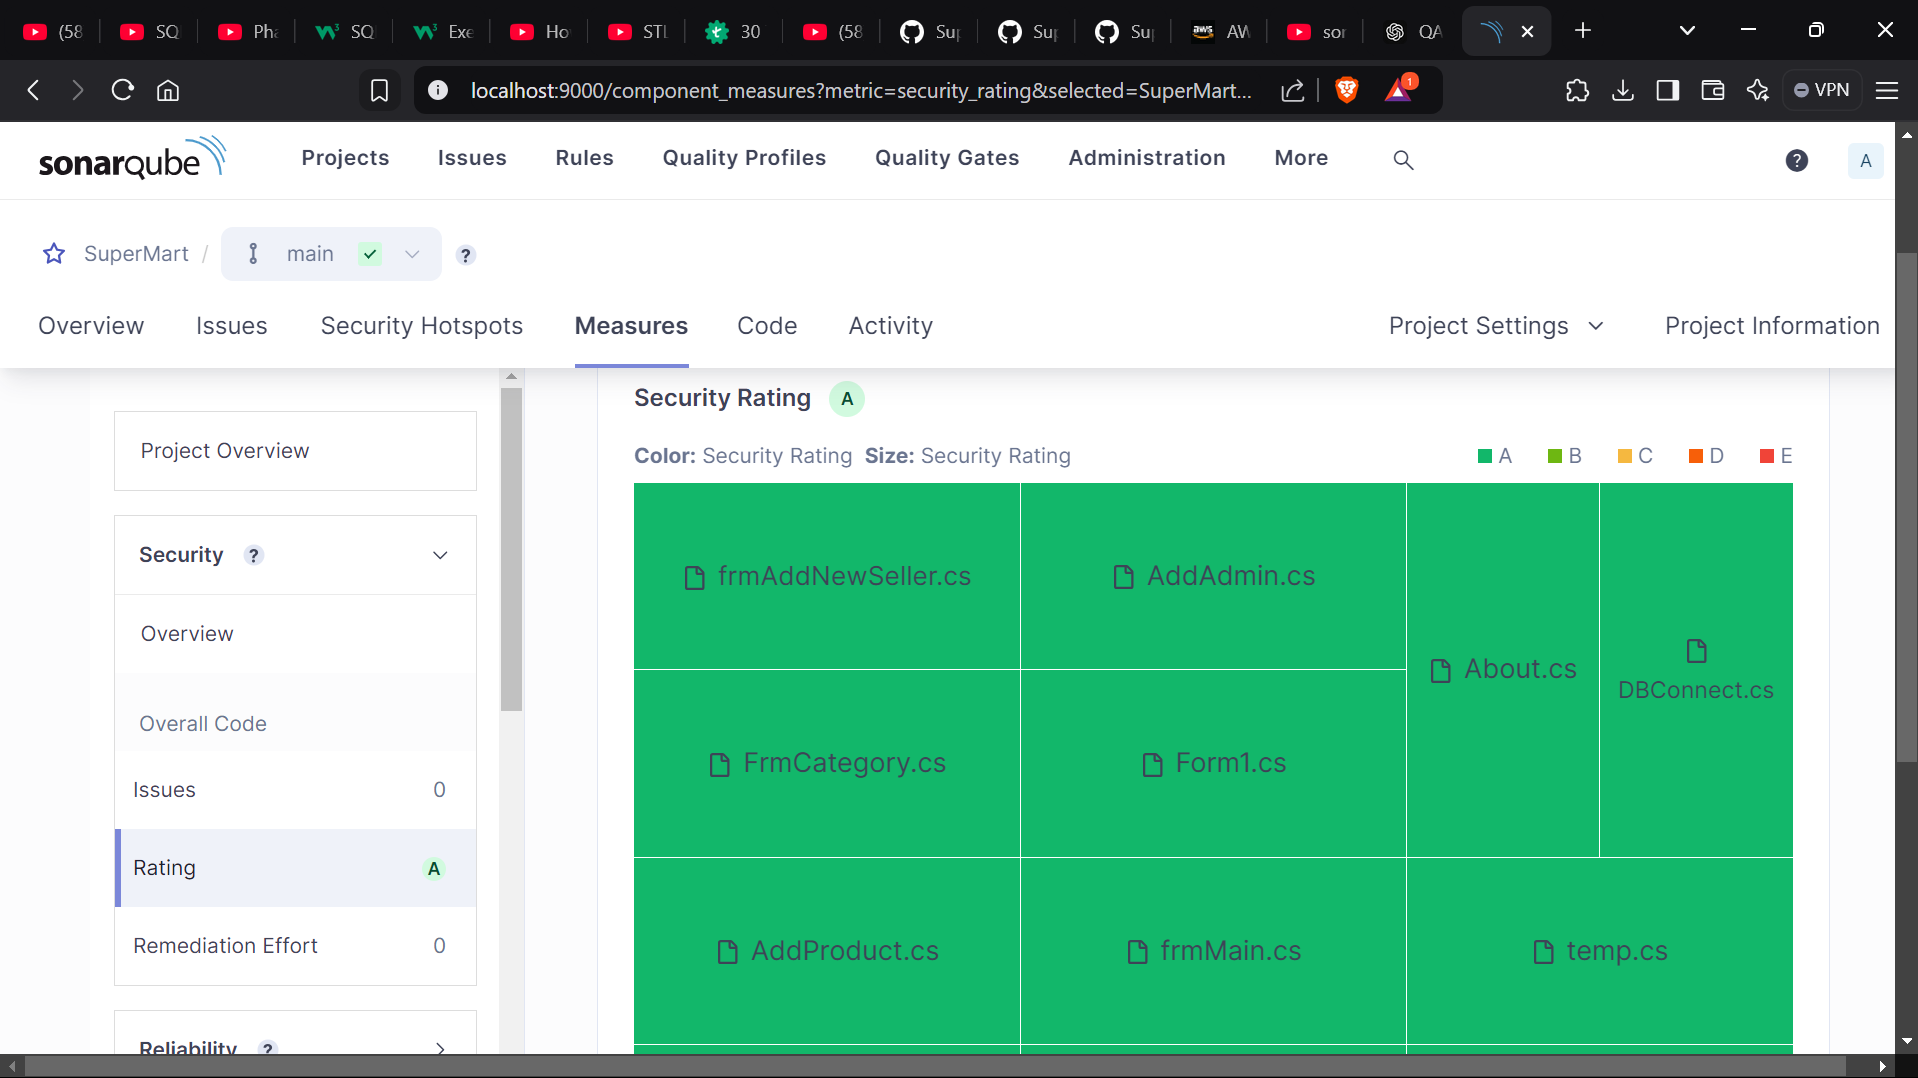 (58
SQ
Pha
SQ
Exe
Ho
STL
30
(58
Sup
Sup
Sup
aws AW
sor
QA
localhost:9000/component_measures?metric=security_rating&selected=SuperMart...
1
VPN
sonarqube
Projects
Issues
Rules
Quality Profiles
Quality Gates
Administration
More
?
A
SuperMart / main
?
Overview
Issues
Security Hotspots
Measures
Code
Activity
Project Settings
Project Information
Project Overview
Security ?
Overview
Overall Code
Issues 0
Rating A
Remediation Effort 0
Reliability ?
Security Rating A
Color: Security Rating Size: Security Rating
A B C D E
frmAddNewSeller.cs
AddAdmin.cs
About.cs
DBConnect.cs
FrmCategory.cs
Form1.cs
AddProduct.cs
frmMain.cs
temp.cs